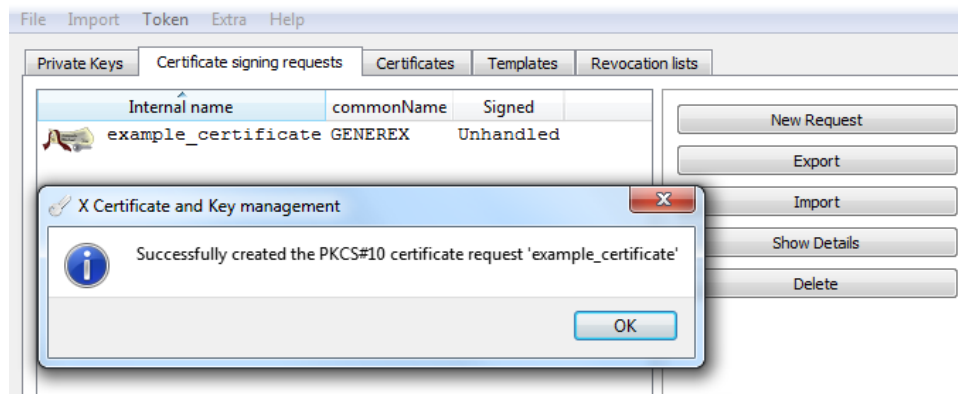 File Import Token Extra Help
Private Keys Certificate signing requests Certificates Templates Revocation lists
Internal name commonName Signed
example_certificate GENEREX Unhandled
New Request
Export
Import
Show Details
Delete
X Certificate and Key management
Successfully created the PKCS#10 certificate request 'example_certificate'
OK